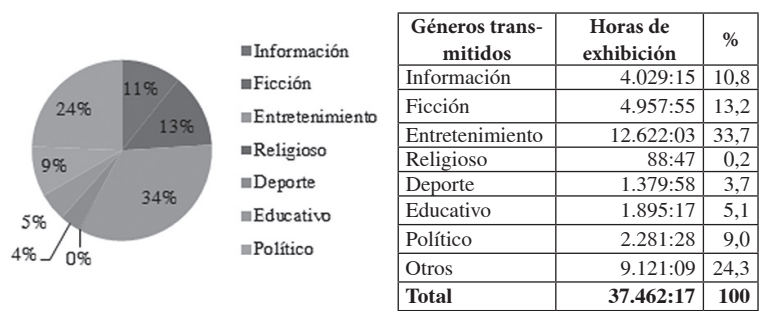 11%
13%
34%
0%
4%
5%
9%
24%
Información
Ficción
Entretenimiento
Religioso
Deporte
Educativo
Político
Géneros trans- Horas de %
mitidos exhibición
Información 4.029:15 10,8
Ficción 4.957:55 13,2
Entretenimiento 12.622:03 33,7
Religioso 88:47 0,2
Deporte 1.379:58 3,7
Educativo 1.895:17 5,1
Político 2.281:28 9,0
Otros 9.121:09 24,3
Total 37.462:17 100